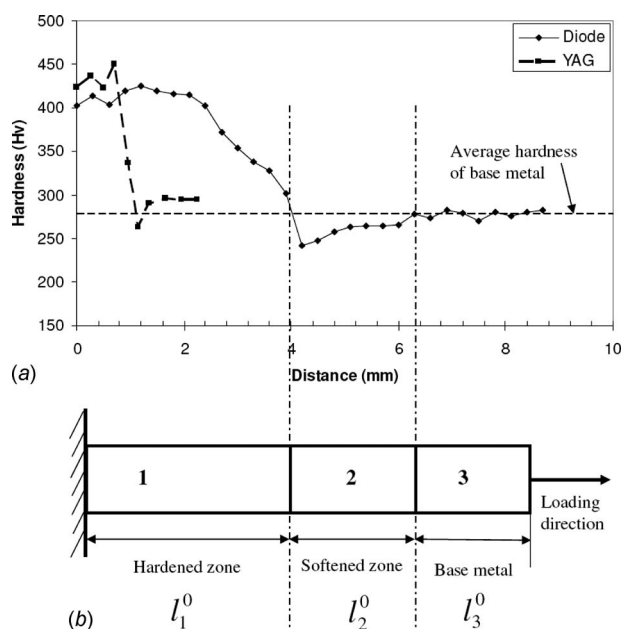 500
450
400
350
300
250
200
150
Hardness (Hv)
Diode
YAG
Average hardness
of base metal
0 2 4 6 8 10
Distance (mm)
(a)
1 2 3
Loading
direction
Hardened zone Softened zone Base metal
(b) l₁⁰ l₂⁰ l₃⁰